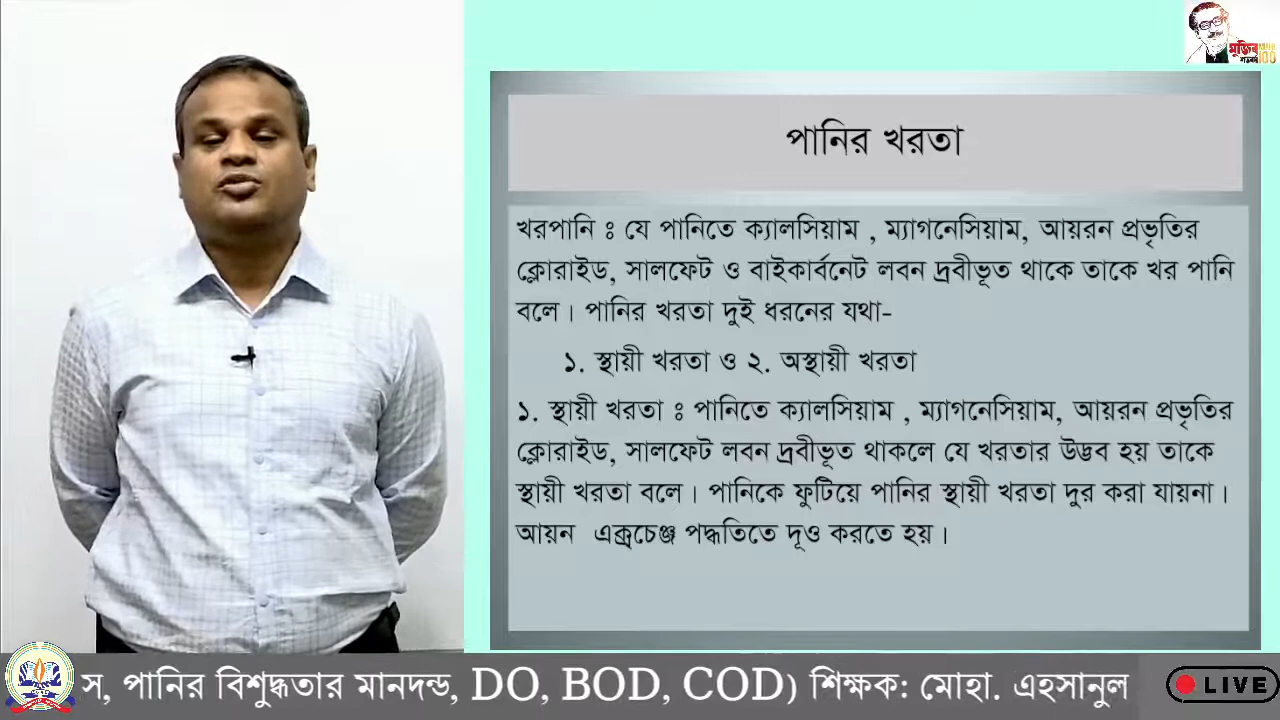 মুজিব
100
পানির খরতা
খরপানি ঃ যে পানিতে ক্যালসিয়াম , ম্যাগনেসিয়াম, আয়রন প্রভৃতির
ক্লোরাইড, সালফেট ও বাইকার্বনেট লবন দ্রবীভূত থাকে তাকে খর পানি
বলে। পানির খরতা দুই ধরনের যথা-
১. স্থায়ী খরতা ও ২. অস্থায়ী খরতা
১. স্থায়ী খরতা ঃ পানিতে ক্যালসিয়াম , ম্যাগনেসিয়াম, আয়রন প্রভৃতির
ক্লোরাইড, সালফেট লবন দ্রবীভূত থাকলে যে খরতার উদ্ভব হয় তাকে
স্থায়ী খরতা বলে। পানিকে ফুটিয়ে পানির স্থায়ী খরতা দুর করা যায়না।
আয়ন এক্সচেঞ্জ পদ্ধতিতে দূও করতে হয়।
স, পানির বিশুদ্ধতার মানদন্ড, DO, BOD, COD) শিক্ষক: মোহা. এহসানুল
LIVE